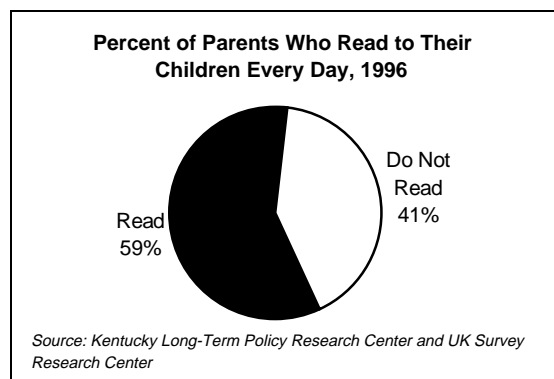 Percent of Parents Who Read to Their
Children Every Day, 1996
Do Not
Read
41%
Read
59%
Source: Kentucky Long-Term Policy Research Center and UK Survey
Research Center